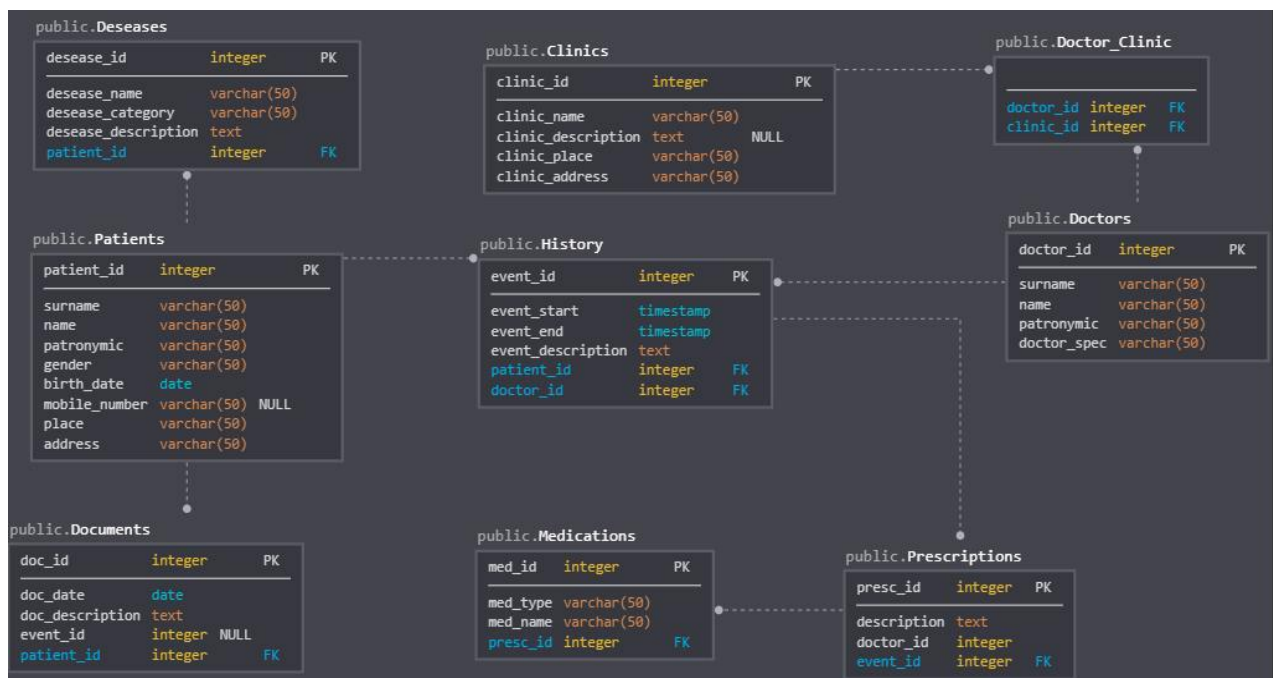 public.Deseases
desease_id integer PK
desease_name varchar(50)
desease_category varchar(50)
desease_description text
patient_id integer FK
public.Clinics
clinic_id integer PK
clinic_name varchar(50)
clinic_description text NULL
clinic_place varchar(50)
clinic_address varchar(50)
public.Doctor_Clinic
doctor_id integer FK
clinic_id integer FK
public.Patients
patient_id integer PK
surname varchar(50)
name varchar(50)
patronymic varchar(50)
gender varchar(50)
birth_date date
mobile_number varchar(50) NULL
place varchar(50)
address varchar(50)
public.History
event_id integer PK
event_start timestamp
event_end timestamp
event_description text
patient_id integer FK
doctor_id integer FK
public.Doctors
doctor_id integer PK
surname varchar(50)
name varchar(50)
patronymic varchar(50)
doctor_spec varchar(50)
public.Documents
doc_id integer PK
doc_date date
doc_description text
event_id integer NULL
patient_id integer FK
public.Medications
med_id integer PK
med_type varchar(50)
med_name varchar(50)
presc_id integer FK
public.Prescriptions
presc_id integer PK
description text
doctor_id integer
event_id integer FK